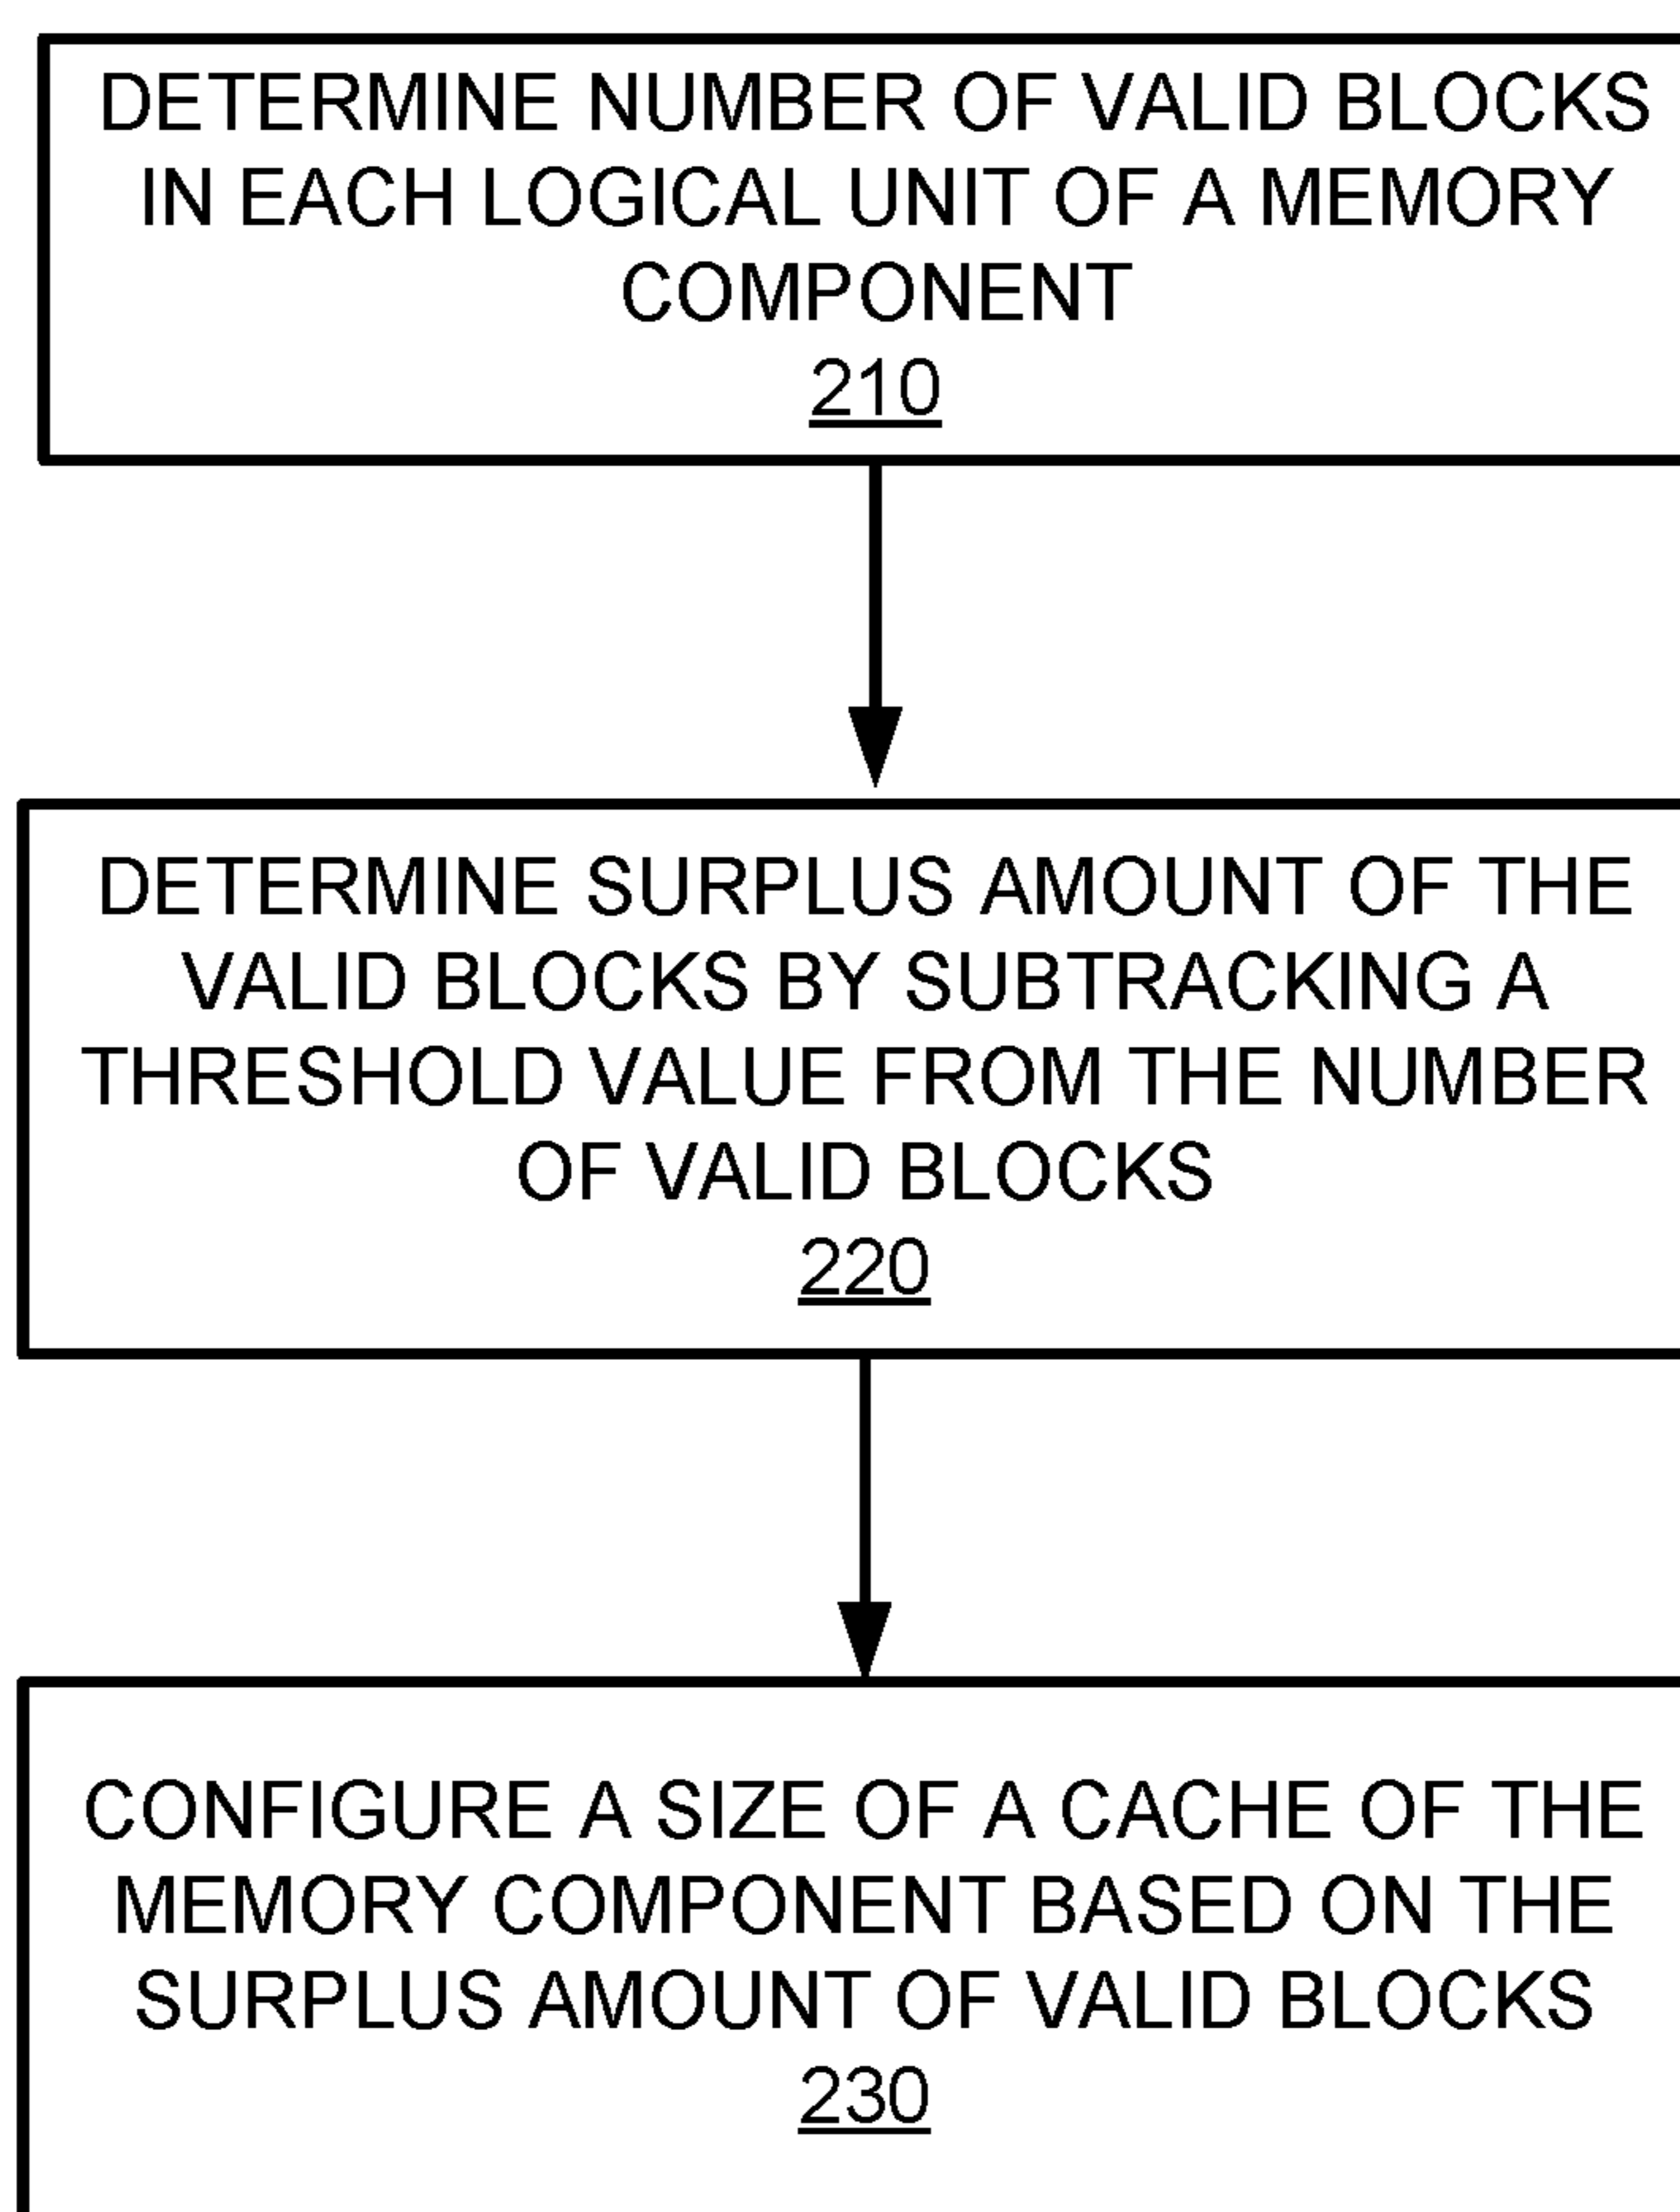 DETERMINE NUMBER OF VALID BLOCKS
IN EACH LOGICAL UNIT OF A MEMORY
COMPONENT
210
DETERMINE SURPLUS AMOUNT OF THE
VALID BLOCKS BY SUBTRACKING A
THRESHOLD VALUE FROM THE NUMBER
OF VALID BLOCKS
220
CONFIGURE A SIZE OF A CACHE OF THE
MEMORY COMPONENT BASED ON THE
SURPLUS AMOUNT OF VALID BLOCKS
230